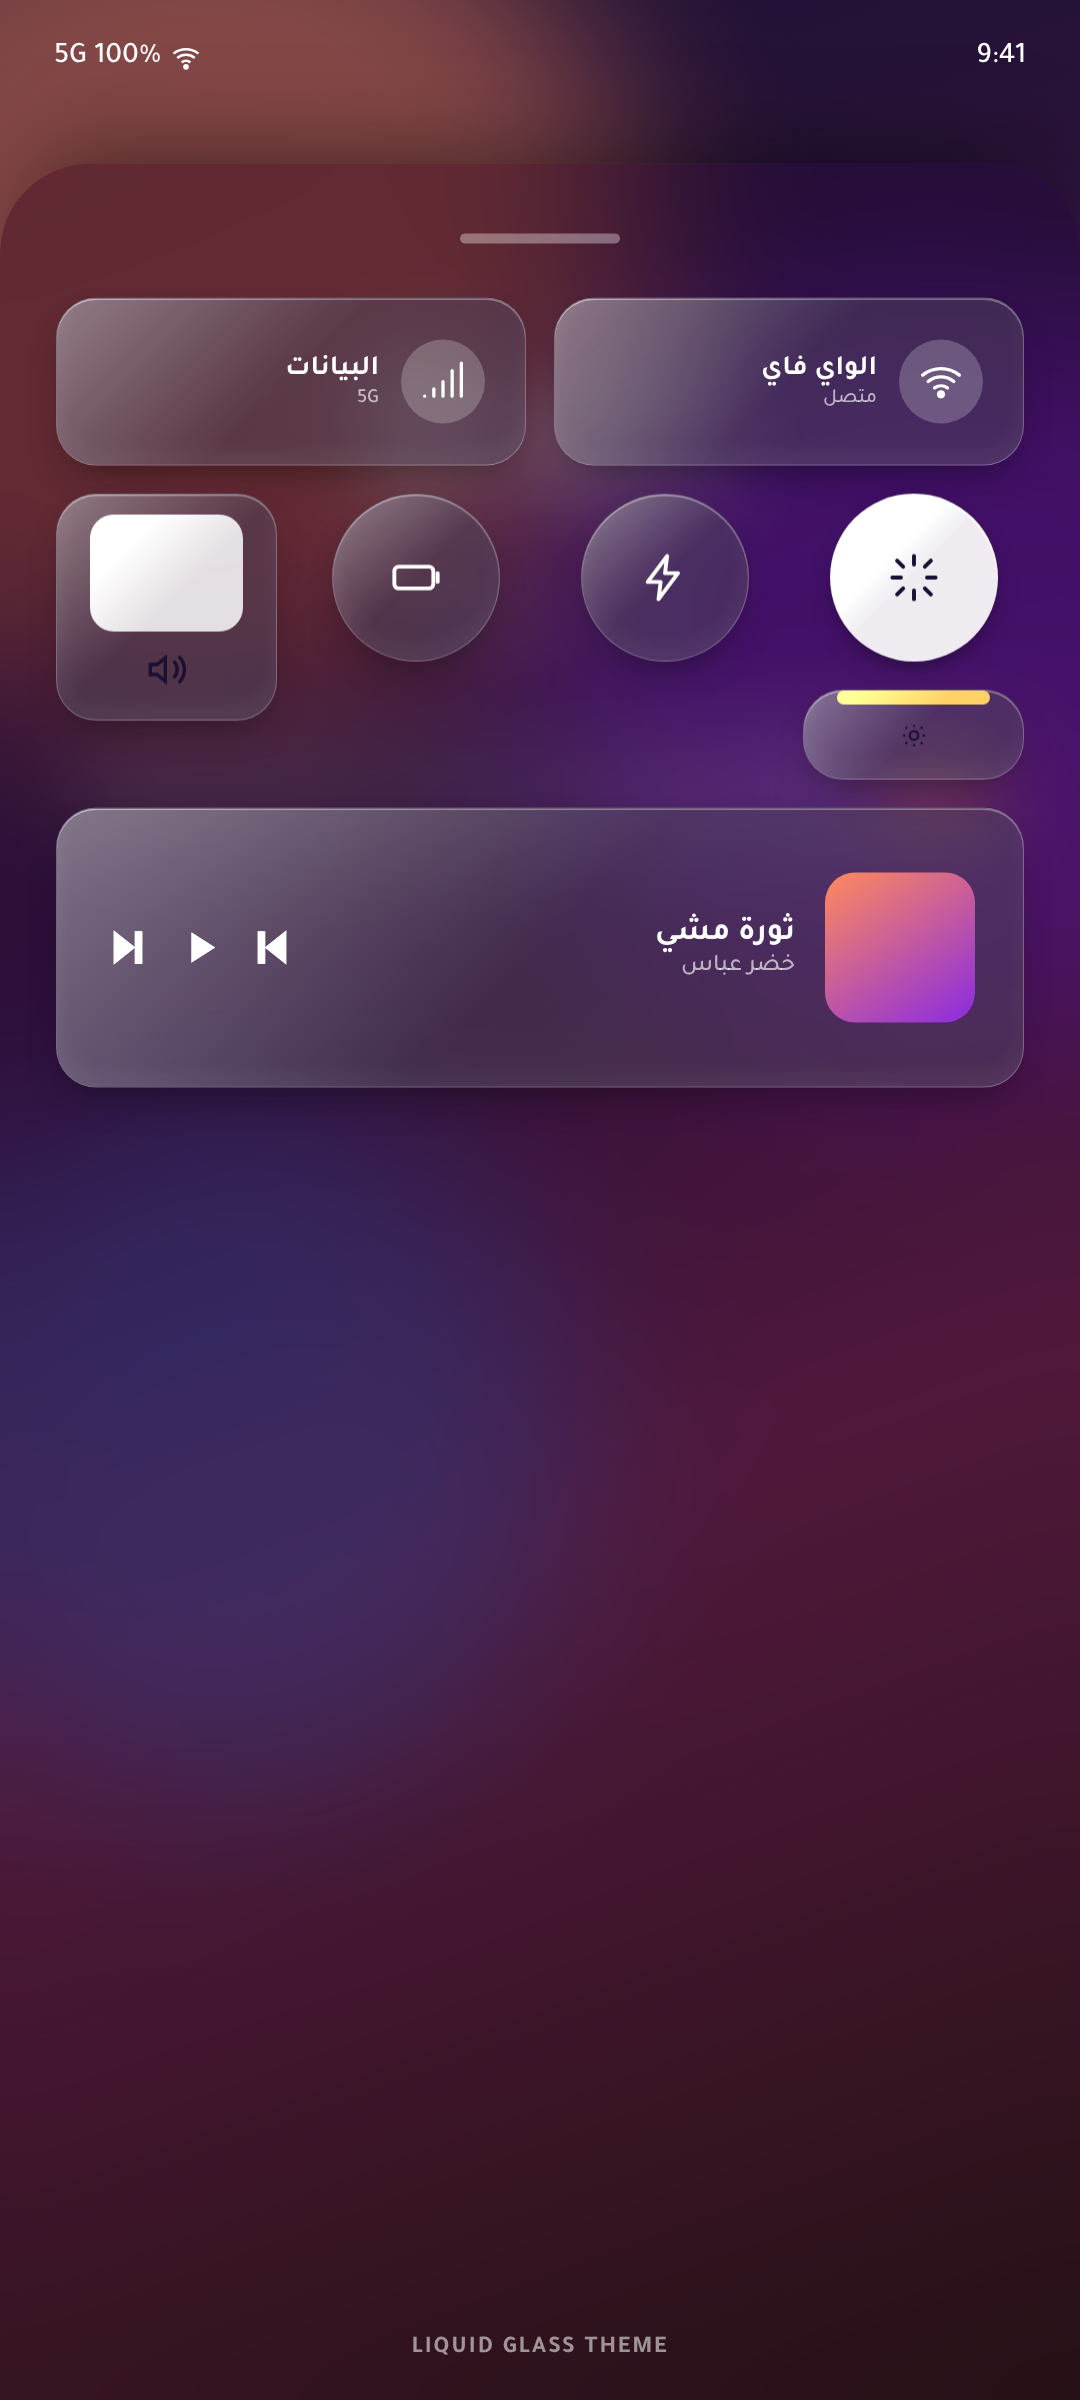 5G 100%
9:41
الواي فاي
متصل
البيانات
5G
ثورة مشي
خضر عباس
LIQUID GLASS THEME